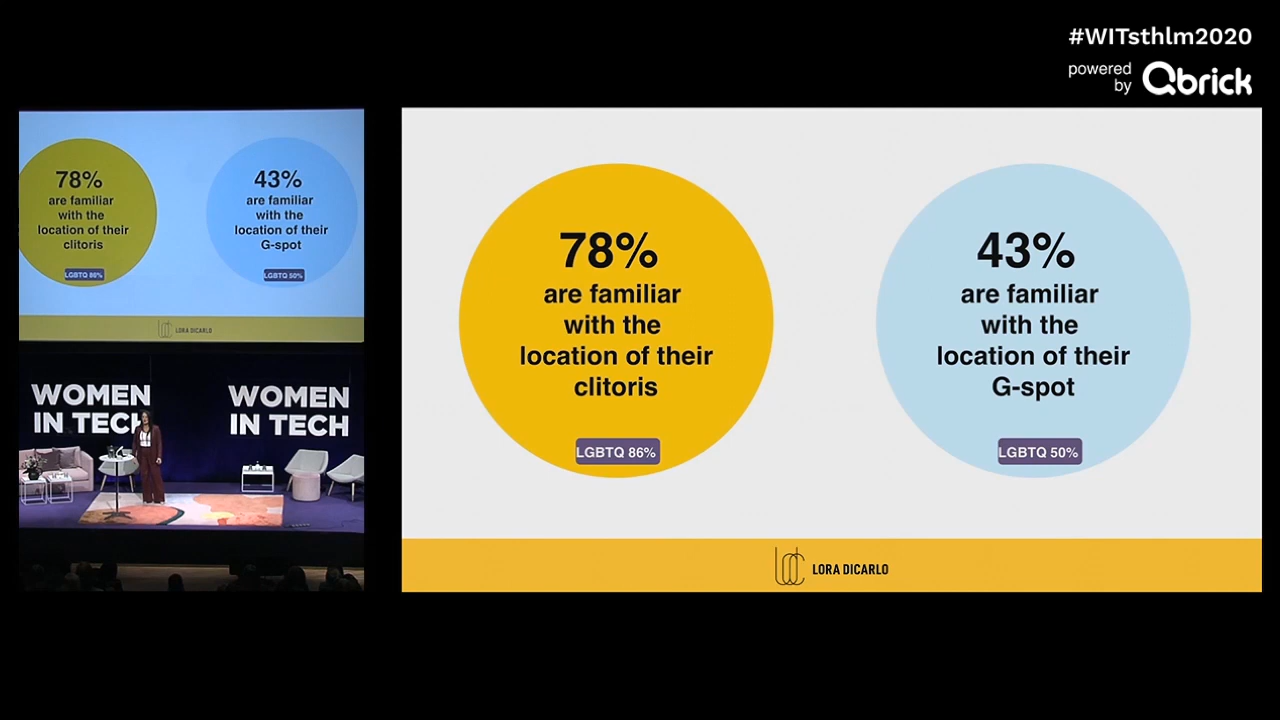 #WITsthlm2020
powered
by
Qbrick
78%
are familiar
with the
location of their
clitoris
LGBTQ 86%
43%
are familiar
with the
location of their
G-spot
LGBTQ 50%
LORA DICARLO
WOMEN
IN TECH
WOMEN
IN TECH
78%
are familiar
with the
location of their
clitoris
LGBTQ 86%
43%
are familiar
with the
location of their
G-spot
LGBTQ 50%
LORA DICARLO